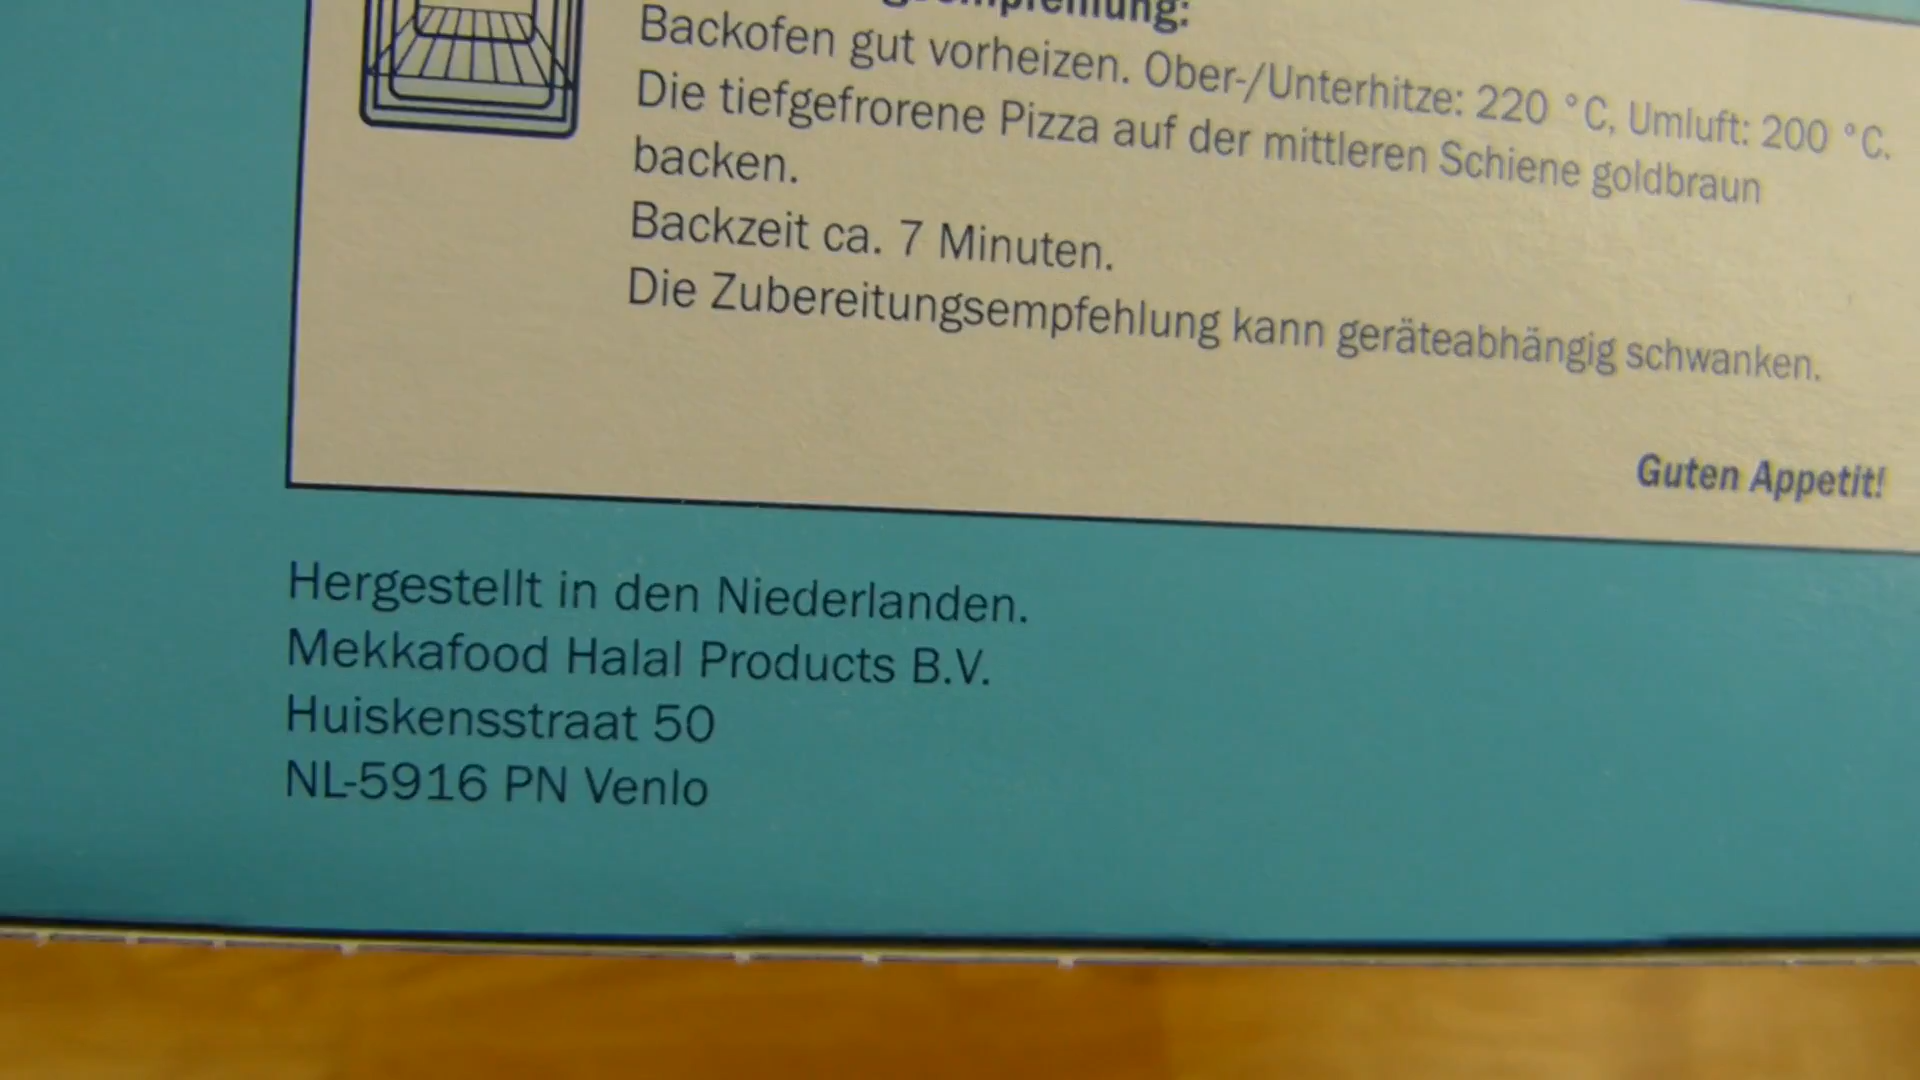 Backofen gut vorheizen. Ober-/Unterhitze: 220 °C, Umluft: 200 °C.
Die tiefgefrorene Pizza auf der mittleren Schiene goldbraun
backen.
Backzeit ca. 7 Minuten.
Die Zubereitungsempfehlung kann geräteabhängig schwanken.
Guten Appetit!
Hergestellt in den Niederlanden.
Mekkafood Halal Products B.V.
Huiskensstraat 50
NL-5916 PN Venlo